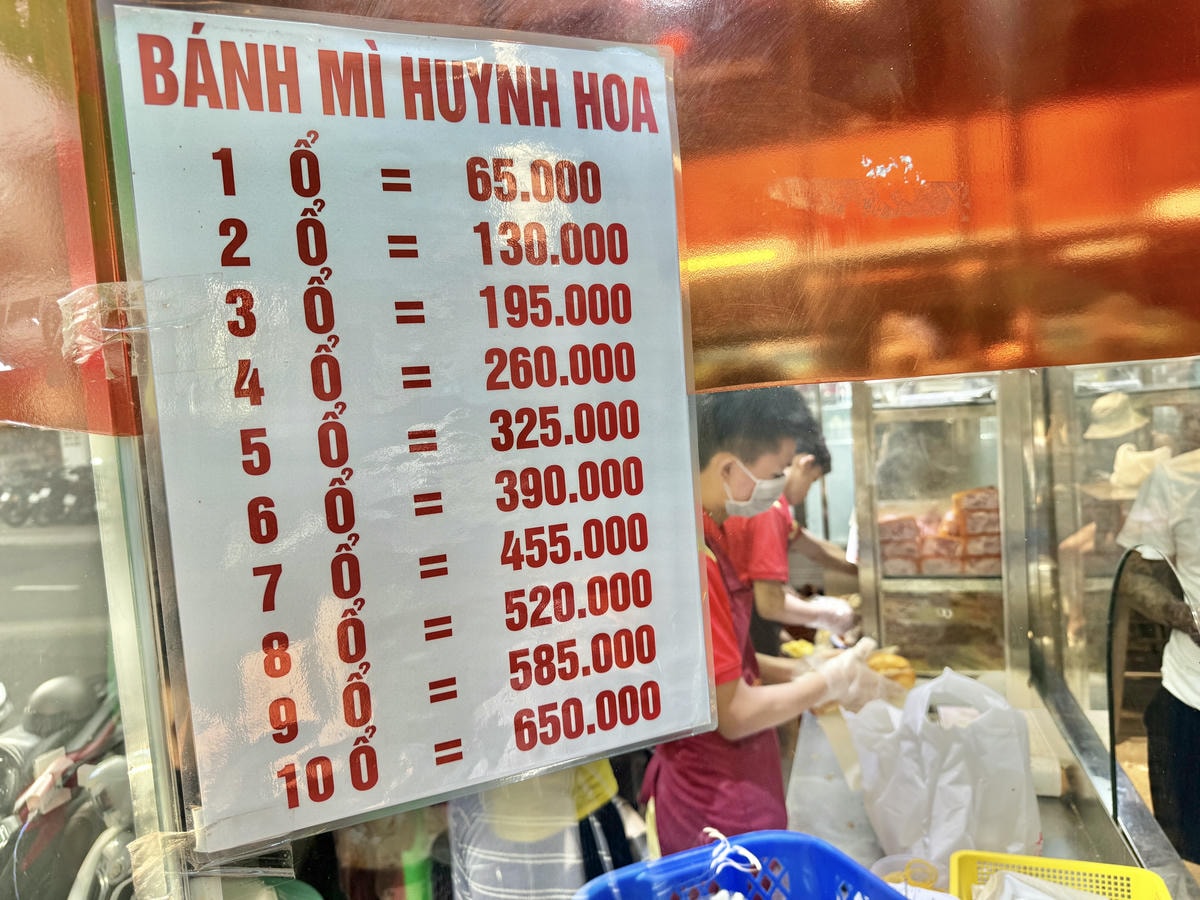 BÁNH MÌ HUỲNH HOA
1 Ổ = 65.000
2 Ổ = 130.000
3 Ổ = 195.000
4 Ổ = 260.000
5 Ổ = 325.000
6 Ổ = 390.000
7 Ổ = 455.000
8 Ổ = 520.000
9 Ổ = 585.000
10 Ổ = 650.000